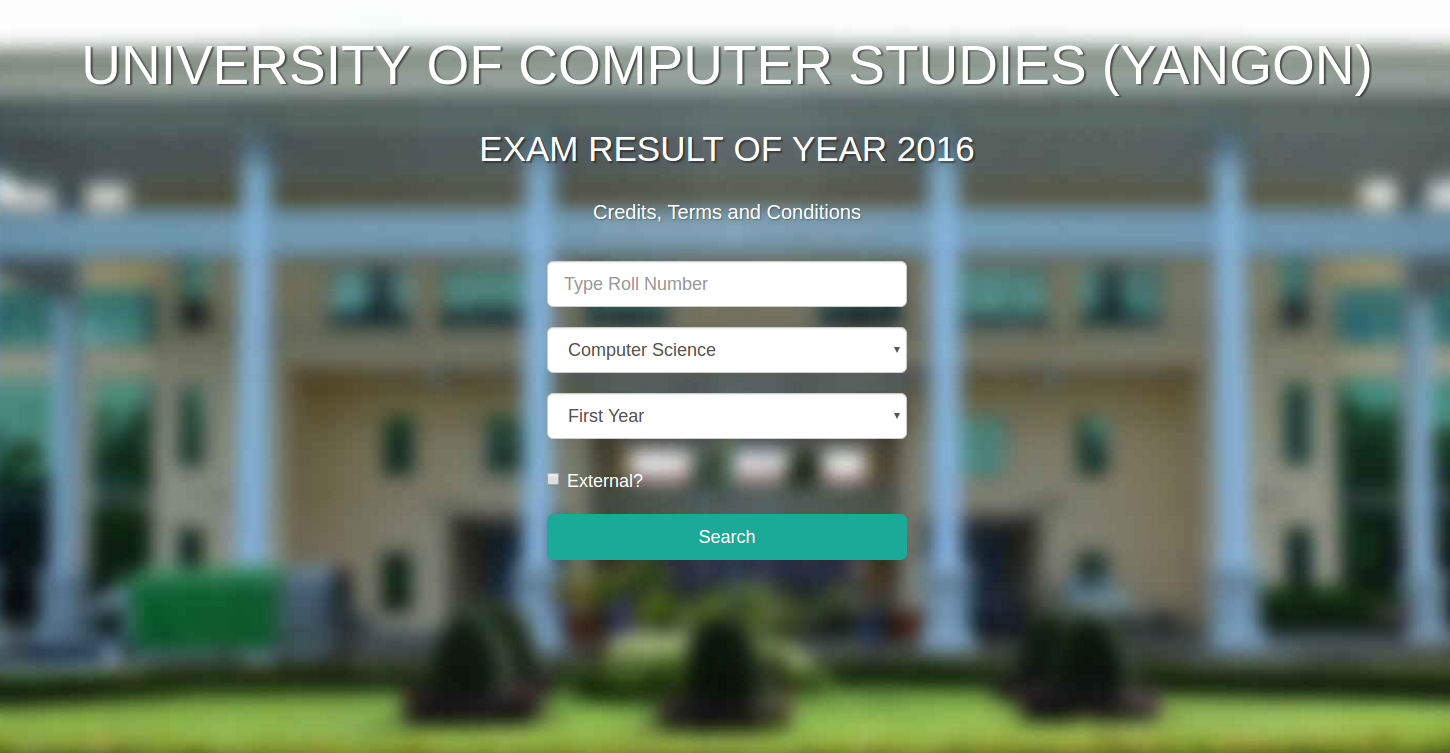 UNIVERSITY OF COMPUTER STUDIES (YANGON)
EXAM RESULT OF YEAR 2016
Credits, Terms and Conditions
Type Roll Number
Computer Science
First Year
External?
Search